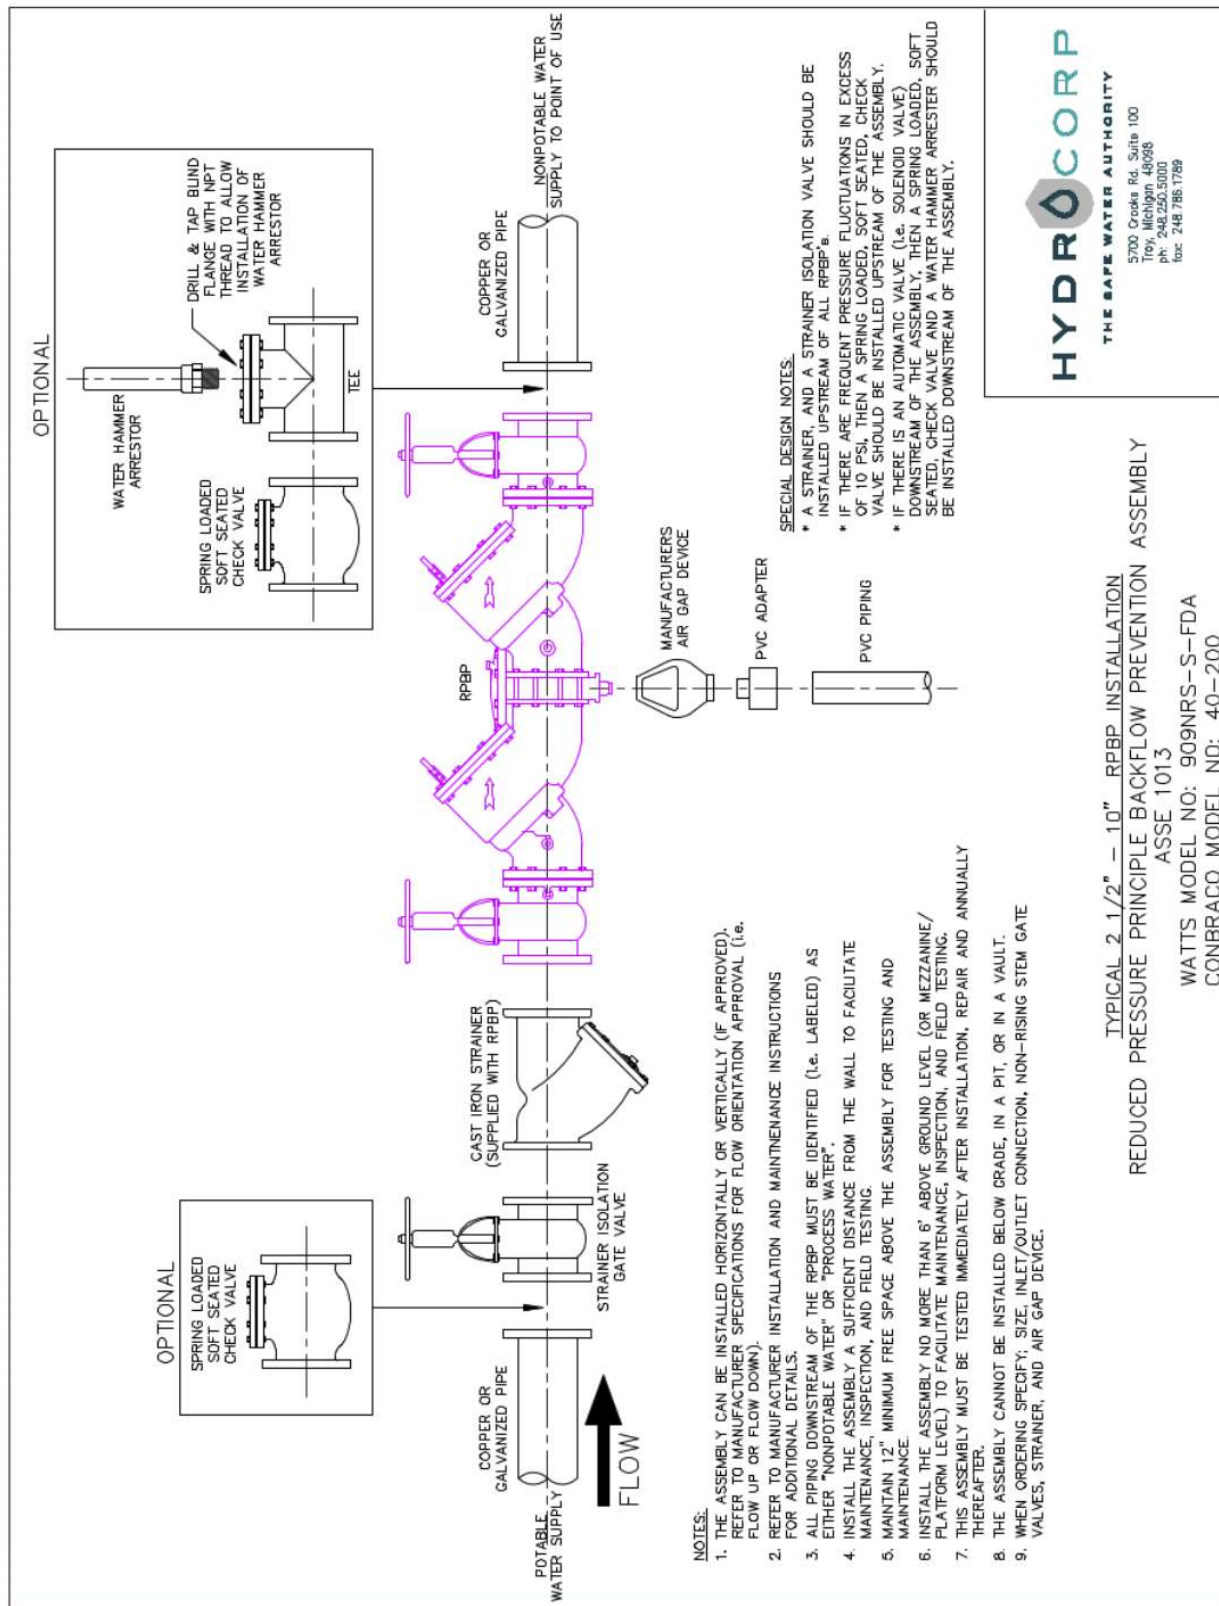 OPTIONAL
SPRING LOADED
SOFT SEATED
CHECK VALVE
OPTIONAL
WATER HAMMER
ARRESTOR
DRILL & TAP BLIND
FLANGE WITH NPT
THREAD TO ALLOW
INSTALLATION OF
WATER HAMMER
ARRESTOR
SPRING LOADED
SOFT SEATED
CHECK VALVE
TEE
POTABLE
WATER SUPPLY
COPPER OR
GALVANIZED PIPE
FLOW
STRAINER ISOLATION
GATE VALVE
CAST IRON STRAINER
(SUPPLIED WITH RPBP)
RPBP
COPPER OR
GALVANIZED PIPE
NONPOTABLE WATER
SUPPLY TO POINT OF USE
MANUFACTURERS
AIR GAP DEVICE
PVC ADAPTER
PVC PIPING
NOTES:
1. THE ASSEMBLY CAN BE INSTALLED HORIZONTALLY OR VERTICALLY (IF APPROVED).
REFER TO MANUFACTURER SPECIFICATIONS FOR FLOW ORIENTATION APPROVAL (i.e.
FLOW UP OR FLOW DOWN).
2. REFER TO MANUFACTURER INSTALLATION AND MAINTNENANCE INSTRUCTIONS
FOR ADDITIONAL DETAILS.
3. ALL PIPING DOWNSTREAM OF THE RPBP MUST BE IDENTIFIED (i.e. LABELED) AS
EITHER "NONPOTABLE WATER" OR "PROCESS WATER".
4. INSTALL THE ASSEMBLY A SUFFICIENT DISTANCE FROM THE WALL TO FACILITATE
MAINTENANCE, INSPECTION, AND FIELD TESTING.
5. MAINTAIN 12" MINIMUM FREE SPACE ABOVE THE ASSEMBLY FOR TESTING AND
MAINTENANCE.
6. INSTALL THE ASSEMBLY NO MORE THAN 6' ABOVE GROUND LEVEL (OR MEZZANINE/
PLATFORM LEVEL) TO FACILITATE MAINTENANCE, INSPECTION, AND FIELD TESTING.
7. THIS ASSEMBLY MUST BE TESTED IMMEDIATELY AFTER INSTALLATION, REPAIR AND ANNUALLY
THEREAFTER.
8. THE ASSEMBLY CANNOT BE INSTALLED BELOW GRADE, IN A PIT, OR IN A VAULT.
9. WHEN ORDERING SPECIFY; SIZE, INLET/OUTLET CONNECTION, NON-RISING STEM GATE
VALVES, STRAINER, AND AIR GAP DEVICE.
SPECIAL DESIGN NOTES:
* A STRAINER, AND A STRAINER ISOLATION VALVE SHOULD BE
INSTALLED UPSTREAM OF ALL RPBP's.
* IF THERE ARE FREQUENT PRESSURE FLUCTUATIONS IN EXCESS
OF 10 PSI, THEN A SPRING LOADED, SOFT SEATED, CHECK
VALVE SHOULD BE INSTALLED UPSTREAM OF THE ASSEMBLY.
* IF THERE IS AN AUTOMATIC VALVE (i.e. SOLENOID VALVE)
DOWNSTREAM OF THE ASSEMBLY, THEN A SPRING LOADED, SOFT
SEATED, CHECK VALVE AND A WATER HAMMER ARRESTER SHOULD
BE INSTALLED DOWNSTREAM OF THE ASSEMBLY.
TYPICAL 2 1/2" - 10" RPBP INSTALLATION
REDUCED PRESSURE PRINCIPLE BACKFLOW PREVENTION ASSEMBLY
ASSE 1013
WATTS MODEL NO: 909NRS-S-FDA
CONBRACO MODEL NO: 40-200
HYDROCORP
THE SAFE WATER AUTHORITY
5700 Crooks Rd. Suite 100
Troy, Michigan 48098
ph: 248.250.5000
fax: 248.786.1789